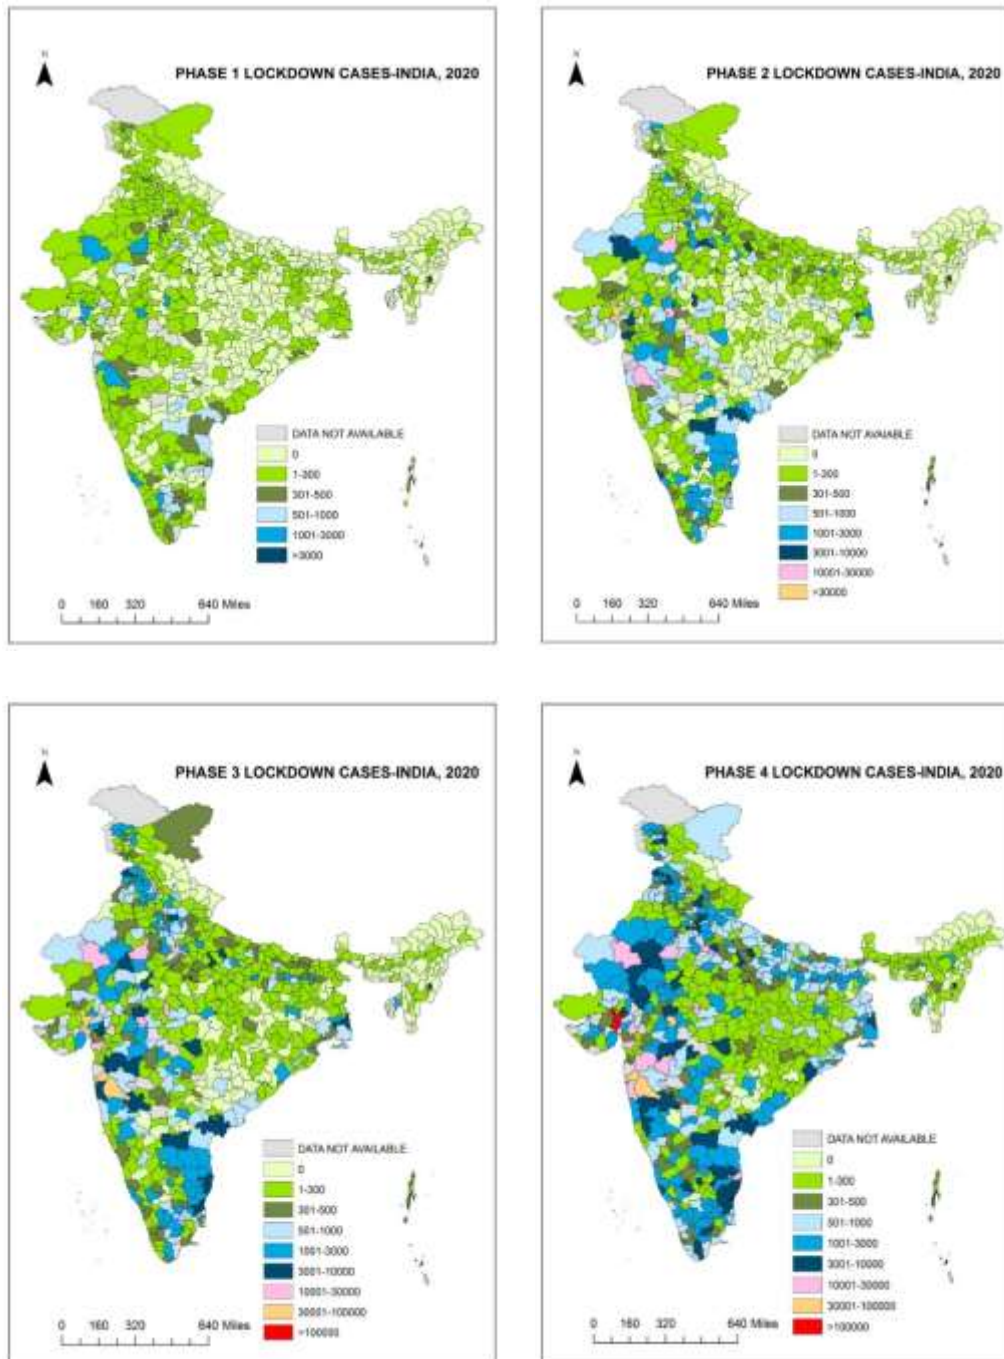 N
PHASE 1 LOCKDOWN CASES-INDIA, 2020
DATA NOT AVAILABLE
0
1-300
301-500
501-1000
1001-3000
>3000
0 160 320 640 Miles
N
PHASE 2 LOCKDOWN CASES-INDIA, 2020
DATA NOT AVAIABLE
0
1-300
301-500
501-1000
1001-3000
3001-10000
10001-30000
>30000
0 160 320 640 Miles
N
PHASE 3 LOCKDOWN CASES-INDIA, 2020
DATA NOT AVAILABLE
0
1-300
301-500
501-1000
1001-3000
3001-10000
10001-30000
30001-100000
>100000
0 160 320 640 Miles
N
PHASE 4 LOCKDOWN CASES-INDIA, 2020
DATA NOT AVAILABLE
0
1-300
301-500
501-1000
1001-3000
3001-10000
10001-30000
30001-100000
>100000
0 160 320 640 Miles